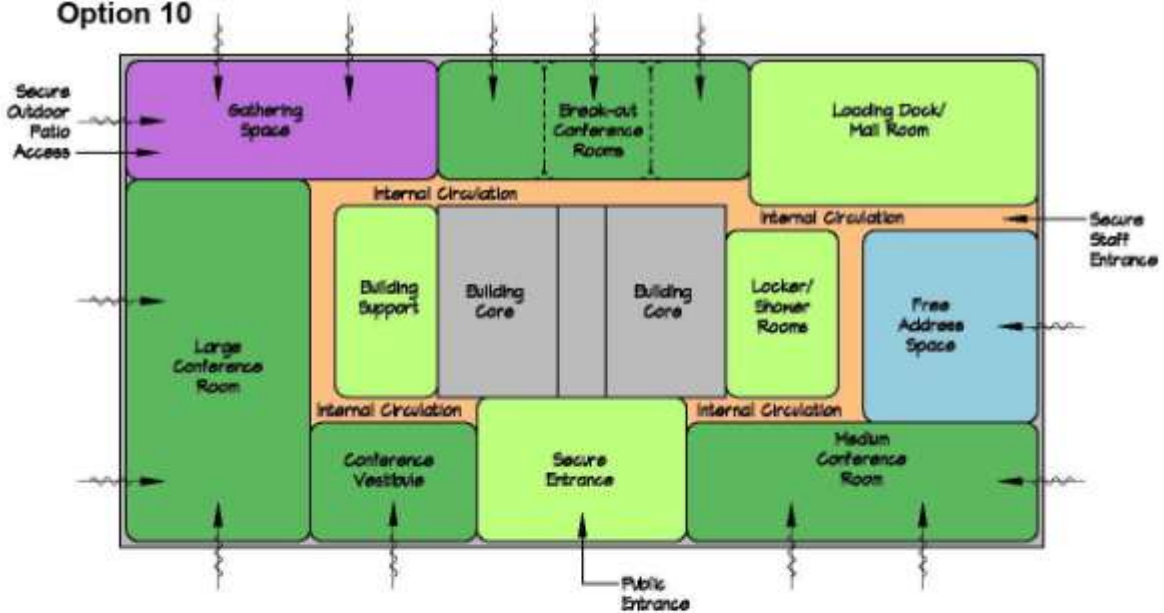 Option 10
Secure
Outdoor
Patio
Access
Gathering
Space
Break-out
Conference
Rooms
Loading Dock/
Mail Room
Internal Circulation
Internal Circulation
Secure
Staff
Entrance
Building
Support
Building
Core
Building
Core
Locker/
Shower
Rooms
Free
Address
Space
Large
Conference
Room
Internal Circulation
Internal Circulation
Conference
Vestibule
Secure
Entrance
Medium
Conference
Room
Public
Entrance